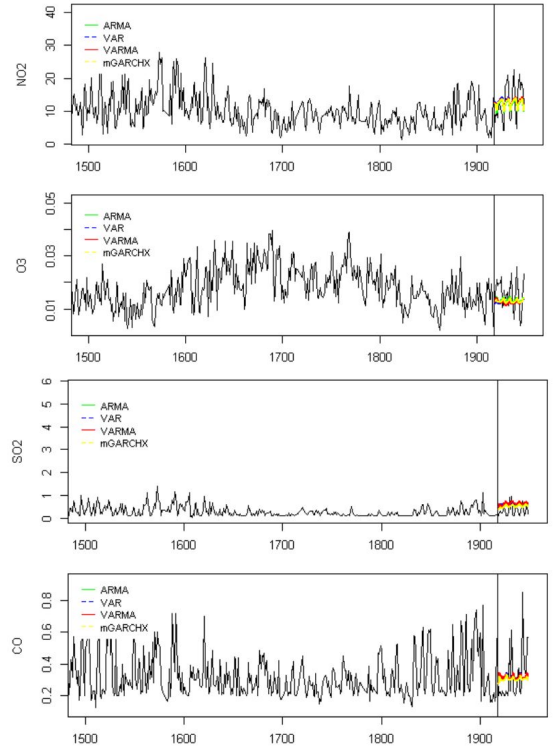 NO2
40
30
20
10
0
ARMA
VAR
VARMA
mGARCHX
1500 1600 1700 1800 1900
O3
0.05
0.03
0.01
ARMA
VAR
VARMA
mGARCHX
1500 1600 1700 1800 1900
SO2
6
5
4
3
2
1
0
ARMA
VAR
VARMA
mGARCHX
1500 1600 1700 1800 1900
CO
0.8
0.6
0.4
0.2
ARMA
VAR
VARMA
mGARCHX
1500 1600 1700 1800 1900